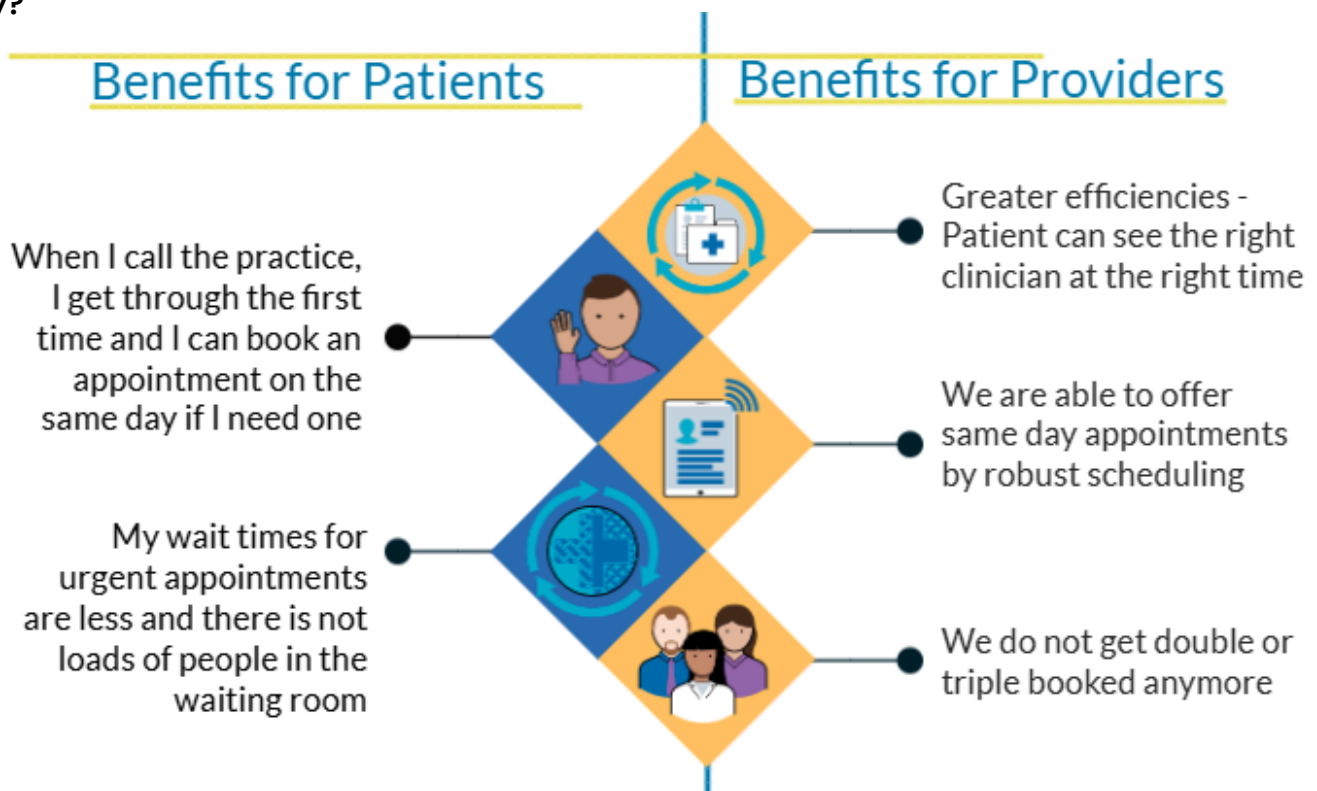 Benefits for Patients
When I call the practice,
I get through the first
time and I can book an
appointment on the
same day if I need one
My wait times for
urgent appointments
are less and there is not
loads of people in the
waiting room
Benefits for Providers
Greater efficiencies -
Patient can see the right
clinician at the right time
We are able to offer
same day appointments
by robust scheduling
We do not get double or
triple booked anymore